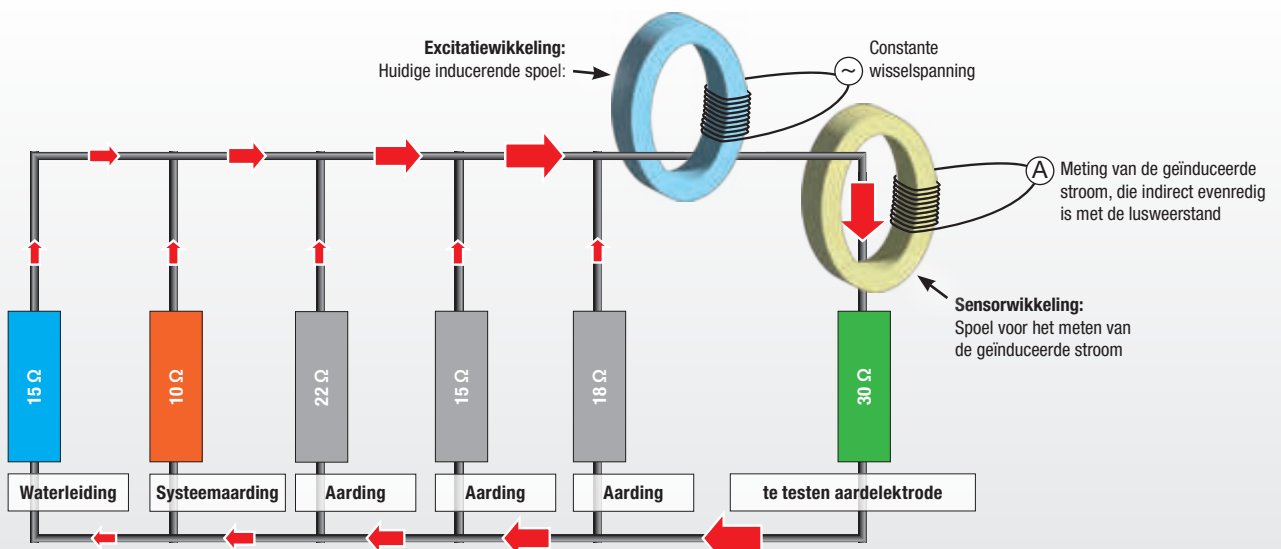 Excitatiewikkeling:
Huidige inducerende spoel:
Constante
wisselspanning
~
A
Meting van de geïnduceerde
stroom, die indirect evenredig
is met de lusweerstand
Sensorwikkeling:
Spoel voor het meten van
de geïnduceerde stroom
15 Ω
10 Ω
22 Ω
15 Ω
18 Ω
30 Ω
Waterleiding
Systeemaarding
Aarding
Aarding
Aarding
te testen aardelektrode